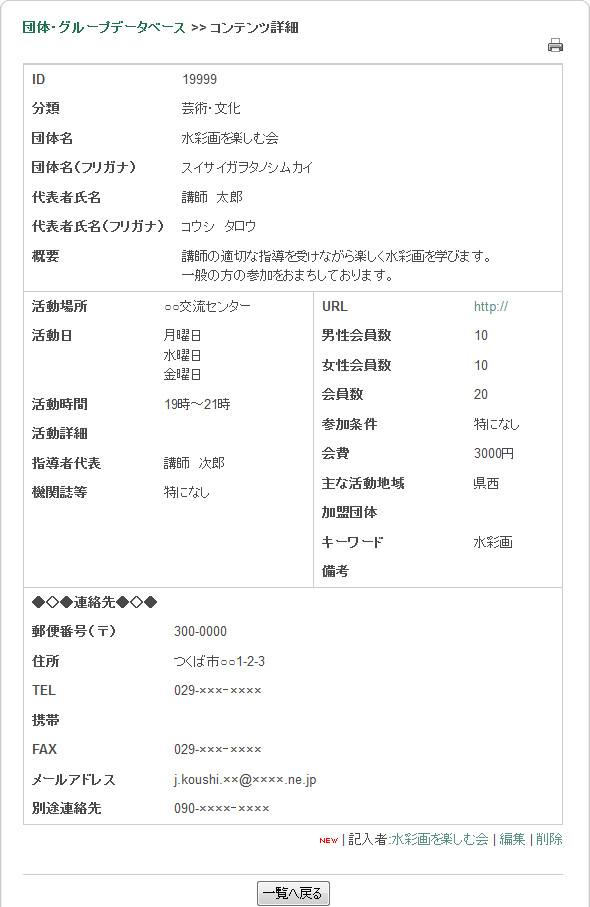 団体・グループデータベース >> コンテンツ詳細
ID 19999
分類 芸術・文化
団体名 水彩画を楽しむ会
団体名（フリガナ） スイサイガヲタノシムカイ
代表者氏名 講師　太郎
代表者氏名（フリガナ） コウシ　タロウ
概要 講師の適切な指導を受けながら楽しく水彩画を学びます。
一般の方の参加をおまちしております。
活動場所 ○○交流センター
活動日 月曜日
水曜日
金曜日
活動時間 19時～21時
活動詳細
指導者代表 講師　次郎
機関誌等 特になし
URL http://
男性会員数 10
女性会員数 10
会員数 20
参加条件 特になし
会費 3000円
主な活動地域 県西
加盟団体
キーワード 水彩画
備考
◆◇◆連絡先◆◇◆
郵便番号（〒） 300-0000
住所 つくば市○○1-2-3
TEL 029-×××-××××
携帯
FAX 029-×××-××××
メールアドレス j.koushi.××@××××.ne.jp
別途連絡先 090-××××-××××
NEW | 記入者:水彩画を楽しむ会 | 編集 | 削除
一覧へ戻る